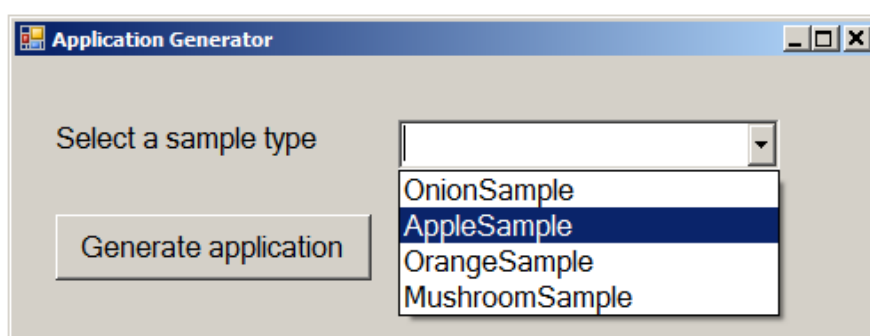 Application Generator
Select a sample type
OnionSample
AppleSample
Generate application
OrangeSample
MushroomSample